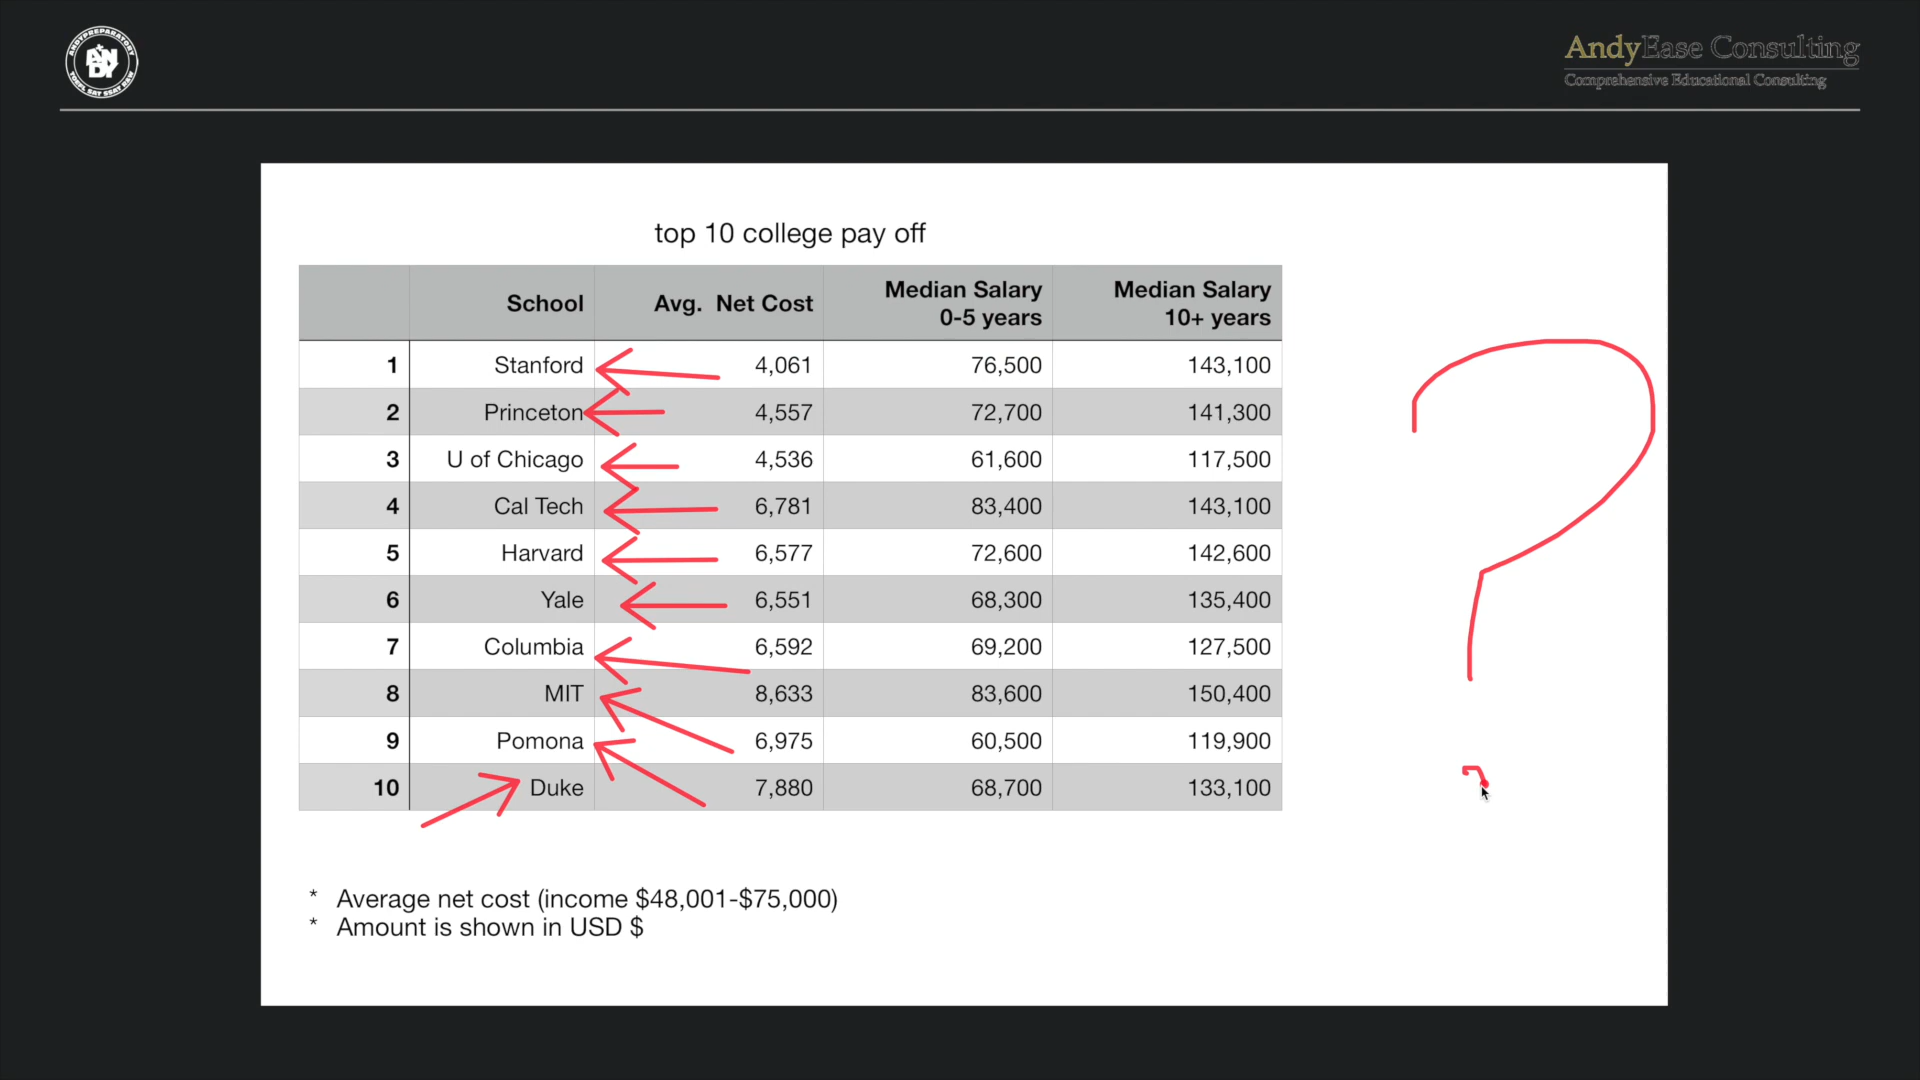 ANDYPREPARATORY
ANDY
TOEFL SAT SSAT
AndyEase Consulting
Comprehensive Educational Consulting
top 10 college pay off
School Avg. Net Cost Median Salary 0-5 years Median Salary 10+ years
1 Stanford 4,061 76,500 143,100
2 Princeton 4,557 72,700 141,300
3 U of Chicago 4,536 61,600 117,500
4 Cal Tech 6,781 83,400 143,100
5 Harvard 6,577 72,600 142,600
6 Yale 6,551 68,300 135,400
7 Columbia 6,592 69,200 127,500
8 MIT 8,633 83,600 150,400
9 Pomona 6,975 60,500 119,900
10 Duke 7,880 68,700 133,100
?
* Average net cost (income $48,001-$75,000)
* Amount is shown in USD $